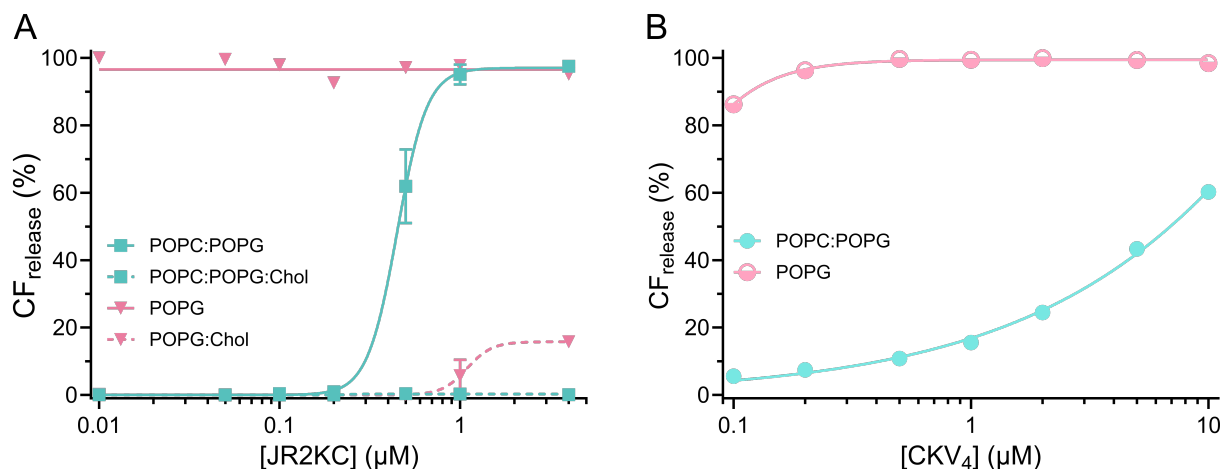 A
100
80
60
40
20
0
CFrelease (%)
POPC:POPG
POPC:POPG:Chol
POPG
POPG:Chol
0.01
0.1
1
[JR2KC] (µM)
B
100
80
60
40
20
0
CFrelease (%)
POPC:POPG
POPG
0.1
1
10
[CKV4] (µM)